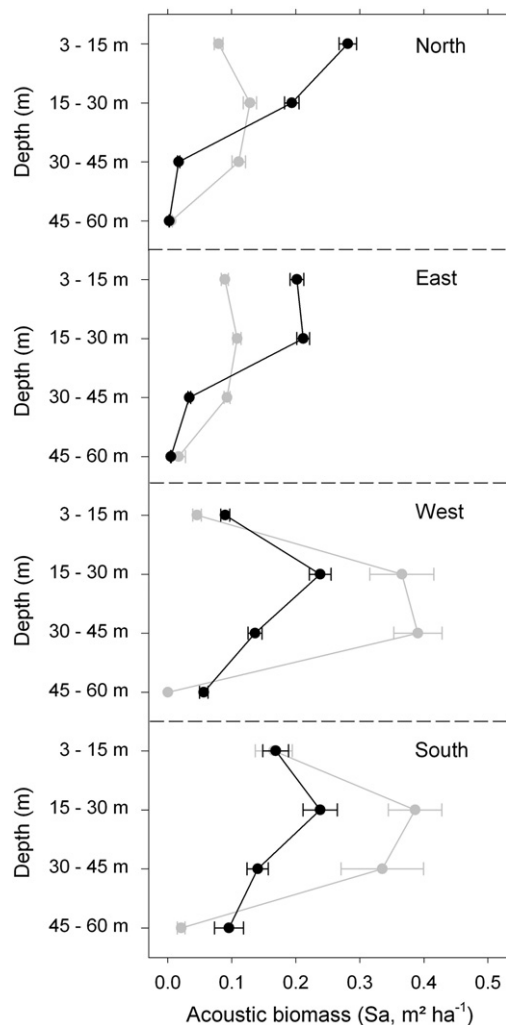 North
Depth (m)
3 - 15 m
15 - 30 m
30 - 45 m
45 - 60 m
East
Depth (m)
3 - 15 m
15 - 30 m
30 - 45 m
45 - 60 m
West
Depth (m)
3 - 15 m
15 - 30 m
30 - 45 m
45 - 60 m
South
Depth (m)
3 - 15 m
15 - 30 m
30 - 45 m
45 - 60 m
0.0 0.1 0.2 0.3 0.4 0.5
Acoustic biomass (Sa, m² ha⁻¹)